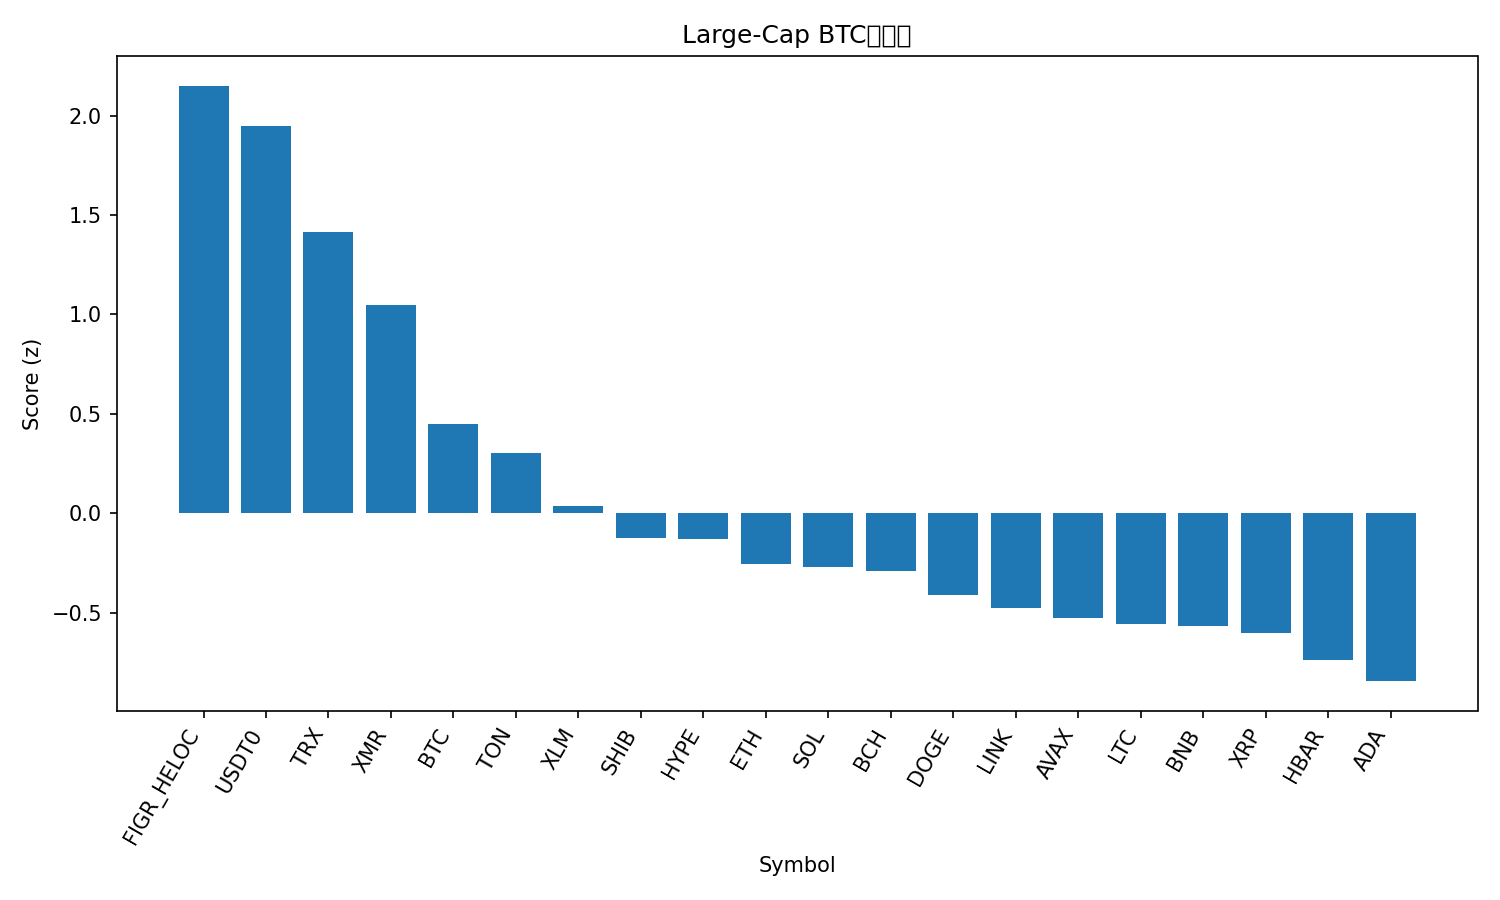 Large-Cap BTC
Score (z)
2.0
1.5
1.0
0.5
0.0
−0.5
FIGR_HELOC
USDT0
TRX
XMR
BTC
TON
XLM
SHIB
HYPE
ETH
SOL
BCH
DOGE
LINK
AVAX
LTC
BNB
XRP
HBAR
ADA
Symbol